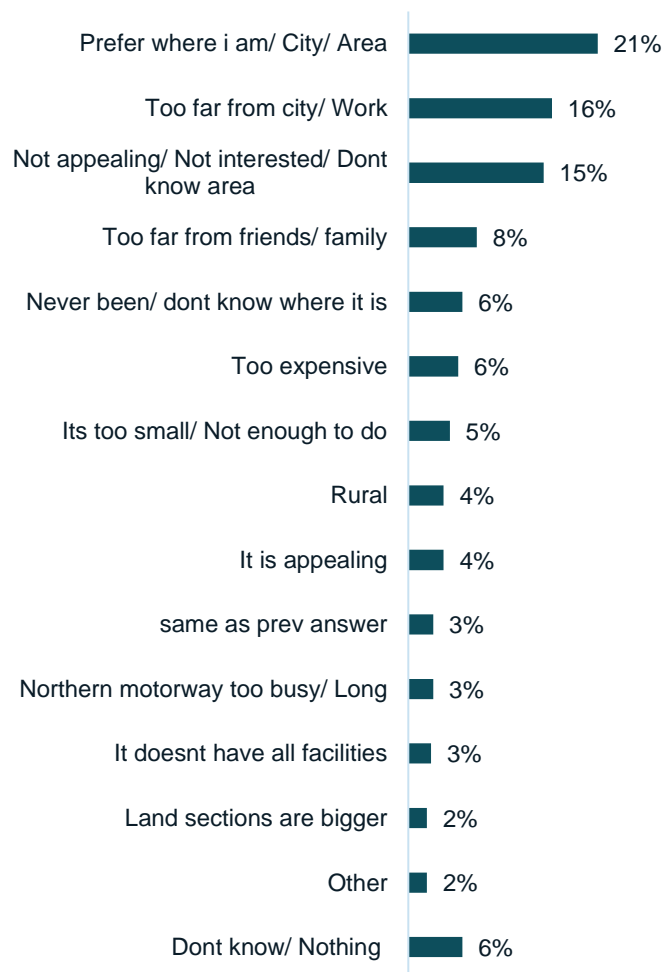 Prefer where i am/ City/ Area 21%
Too far from city/ Work 16%
Not appealing/ Not interested/ Dont
know area 15%
Too far from friends/ family 8%
Never been/ dont know where it is 6%
Too expensive 6%
Its too small/ Not enough to do 5%
Rural 4%
It is appealing 4%
same as prev answer 3%
Northern motorway too busy/ Long 3%
It doesnt have all facilities 3%
Land sections are bigger 2%
Other 2%
Dont know/ Nothing 6%